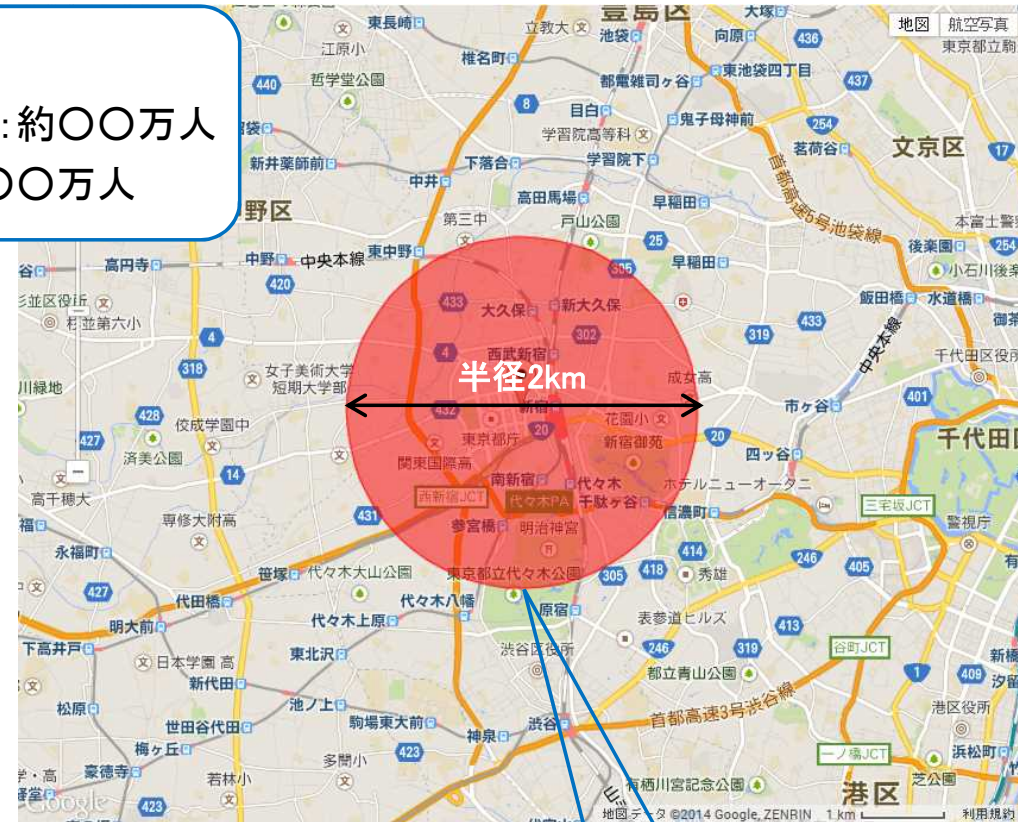 :約〇〇万人
〇〇万人
半径2km
地図
航空写真
東長崎
立教大
豊島区
大塚
池袋
向原
436
東京都立駒
江原小
椎名町
東池袋四丁目
440
哲学堂公園
都電雑司ヶ谷
437
8
目白
鬼子母神前
254
学習院高等科
茗荷谷
文京区
17
新井薬師前
下落合
学習院下
首都高速5号池袋線
中井
高田馬場
早稲田
野区
第三中
戸山公園
本富士警
25
後楽園
254
高円寺
中野
中央本線
東中野
305
早稲田
小石川後楽
420
433
飯田橋
水道橋
杉並区役所
大久保
新大久保
杉並第六小
4
302
319
433
御茶
中央本線
318
女子美術大学
短期大学部
4
西武新宿
成女高
千代田区役所
川緑地
428
432
新宿
花園小
市ヶ谷
401
佼成学園中
20
東京都庁
新宿御苑
20
千代田区
427
済美公園
関東国際高
四ッ谷
14
南新宿
代々木
ホテルニューオータニ
高千穂大
西新宿JCT
代々木PA
千駄ヶ谷
三宅坂JCT
専修大附高
431
参宮橋
明治神宮
信濃町
警視庁
永福町
414
246
笹塚
代々木大山公園
東京都立代々木公園
305
418
秀雄
405
427
代田橋
代々木八幡
原宿
表参道ヒルズ
明大前
代々木上原
413
下高井戸
渋谷区役所
246
319
谷町JCT
日本学園 高
東北沢
都立青山公園
1
新橋
新代田
409
汐留
松原
池ノ上
首都高速3号渋谷線
港区役所
世田谷代田
駒場東大前
渋谷
梅ヶ丘
神泉
一ノ橋JCT
浜松町
多聞小
423
豪徳寺
若林小
有栖川宮記念公園
芝公園
港区
Google
423
地図データ ©2014 Google, ZENRIN
1 km
利用規約